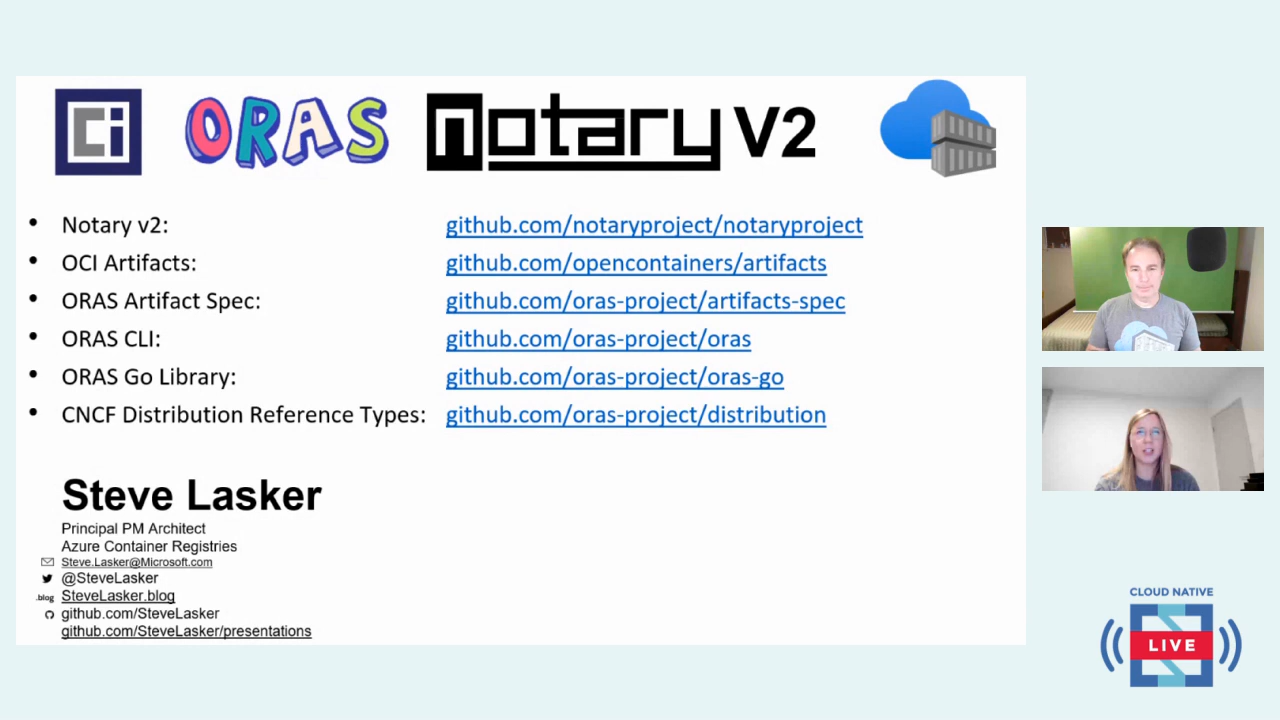 Ci ORAS notary V2
• Notary v2: github.com/notaryproject/notaryproject
• OCI Artifacts: github.com/opencontainers/artifacts
• ORAS Artifact Spec: github.com/oras-project/artifacts-spec
• ORAS CLI: github.com/oras-project/oras
• ORAS Go Library: github.com/oras-project/oras-go
• CNCF Distribution Reference Types: github.com/oras-project/distribution
Steve Lasker
Principal PM Architect
Azure Container Registries
Steve.Lasker@Microsoft.com
@SteveLasker
.blog SteveLasker.blog
github.com/SteveLasker
github.com/SteveLasker/presentations
CLOUD NATIVE
LIVE